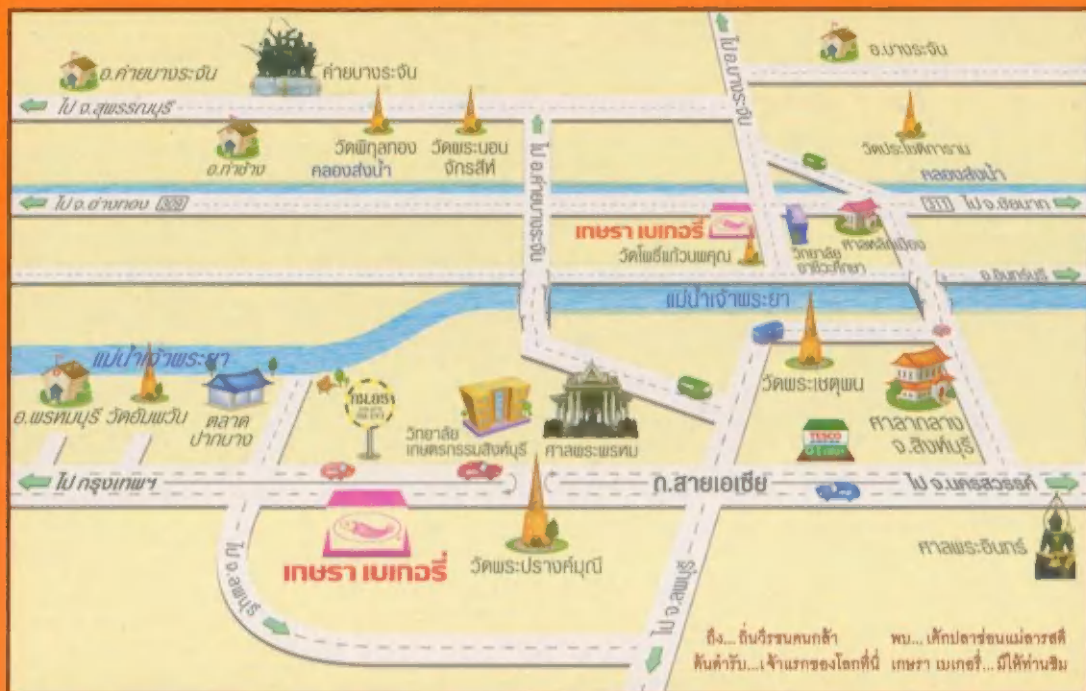 ไป อ.บางระจัน
อ.บางระจัน
อ.ค่ายบางระจัน
ค่ายบางระจัน
ไป จ.สุพรรณบุรี
อ.ท่าช้าง
วัดพิกุลทอง
วัดพระนอน
จักรสีห์
คลองส่งน้ำ
ไป อ.ค่ายบางระจัน
วัดประโชติการาม
คลองส่งน้ำ
ไป จ.อ่างทอง 309
311 ไป จ.ชัยนาท
เกษรา เบเกอรี่
วัดโพธิ์แก้วนพคุณ
วิทยาลัย
อาชีวะศึกษา
ศาลหลักเมือง
อ.อินทร์บุรี
แม่น้ำเจ้าพระยา
แม่น้ำเจ้าพระยา
อ.พรหมบุรี
วัดอัมพวัน
ตลาด
ปากบาง
กม.85
วิทยาลัย
เกษตรกรรมสิงห์บุรี
ศาลพระพรหม
วัดพระเชตุพน
TESCO
ศาลากลาง
จ.สิงห์บุรี
ไป กรุงเทพฯ
ถ.สายเอเชีย
ไป จ.นครสวรรค์
เกษรา เบเกอรี่
วัดพระปรางค์มุณี
ศาลพระอินทร์
ไป จ.ลพบุรี
ไป จ.ลพบุรี
ถึง... ถิ่นวีรชนคนกล้า พบ... เค้กปลาช่อนแม่ลารสดี
ต้นตำรับ...เจ้าแรกของโลกที่นี่ เกษรา เบเกอรี่... มีให้ท่านชิม